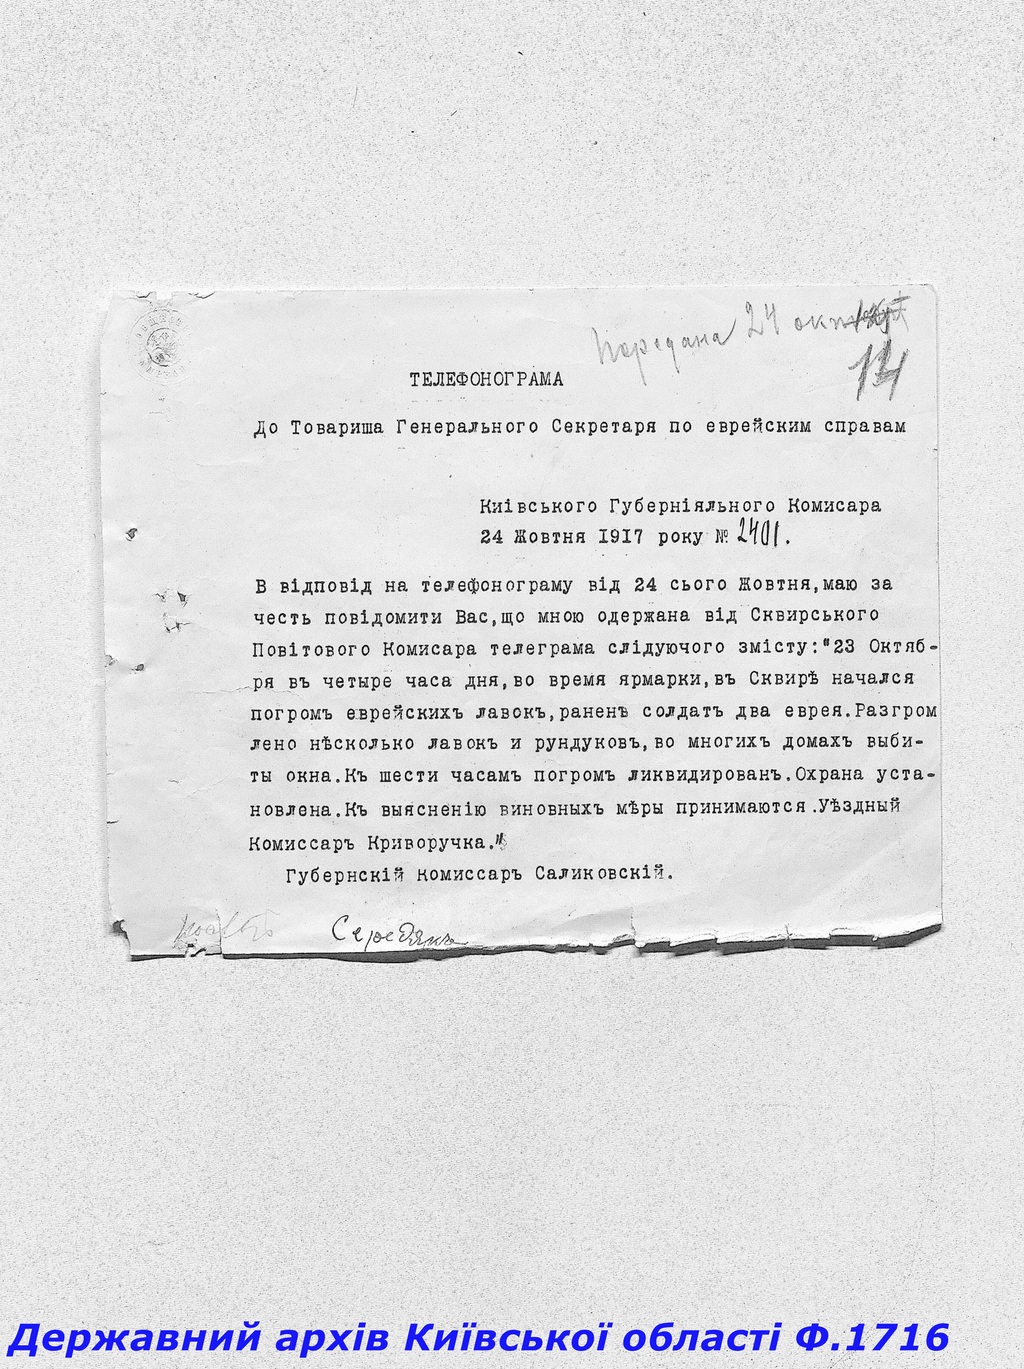 Передана 24 окт
14
ТЕЛЕФОНОГРАМА
До Товариша Генерального Секретаря по еврейским справам
Київського Губерніяльного Комисара
24 Жовтня 1917 року № 2401.
В відповід на телефонограму від 24 сього Жовтня,маю за
честь повідомити Вас,що мною одержана від Сквирського
Повітового Комисара телеграма слідуючого змісту:"23 Октяб-
ря въ четыре часа дня,во время ярмарки,въ Сквирѣ начался
погромъ еврейскихъ лавокъ,раненъ солдатъ два еврея.Разгром
лено нѣсколько лавокъ и рундуковъ,во многихъ домахъ выби-
ты окна.Къ шести часамъ погромъ ликвидированъ.Охрана уста-
новлена.Къ выясненію виновныхъ мѣры принимаются.Уѣздный
Комиссаръ Криворучка."
Губернскій Комиссаръ Саликовскій.
Середякъ
Державний архів Київської області Ф.1716